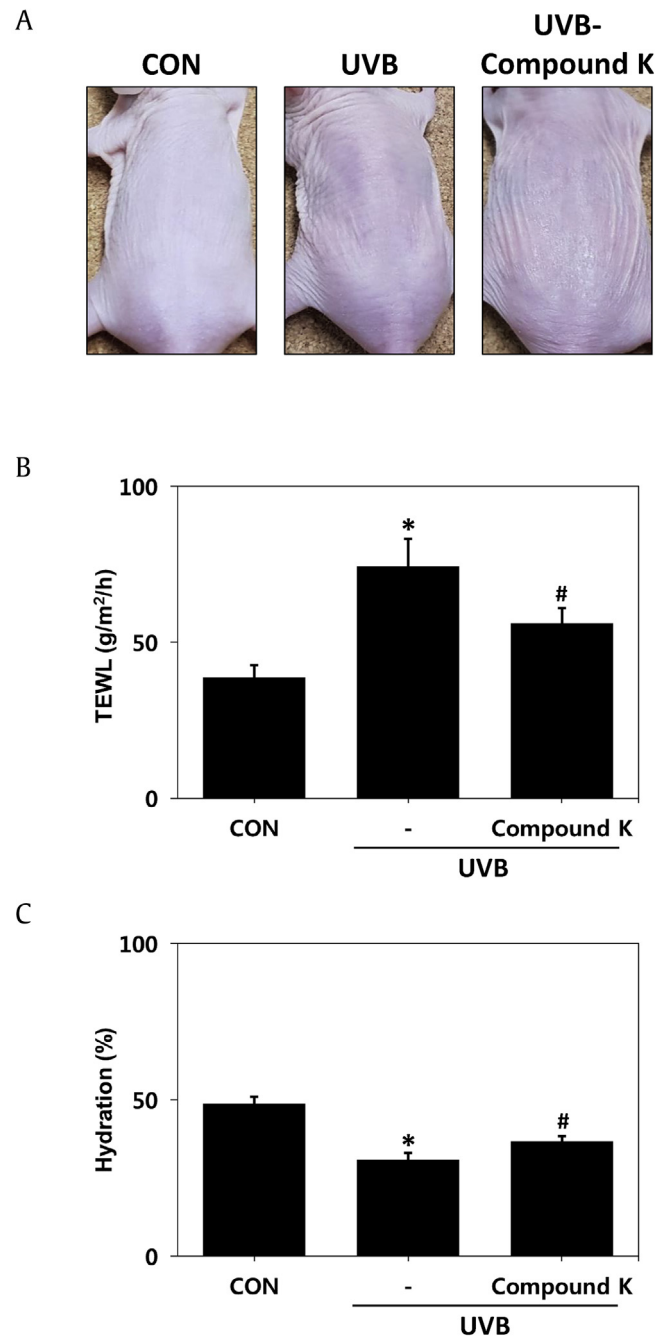 A
CON
UVB
UVB-
Compound K
B
100
50
0
TEWL (g/m²/h)
*
#
CON
-
Compound K
UVB
C
100
50
0
Hydration (%)
*
#
CON
-
Compound K
UVB